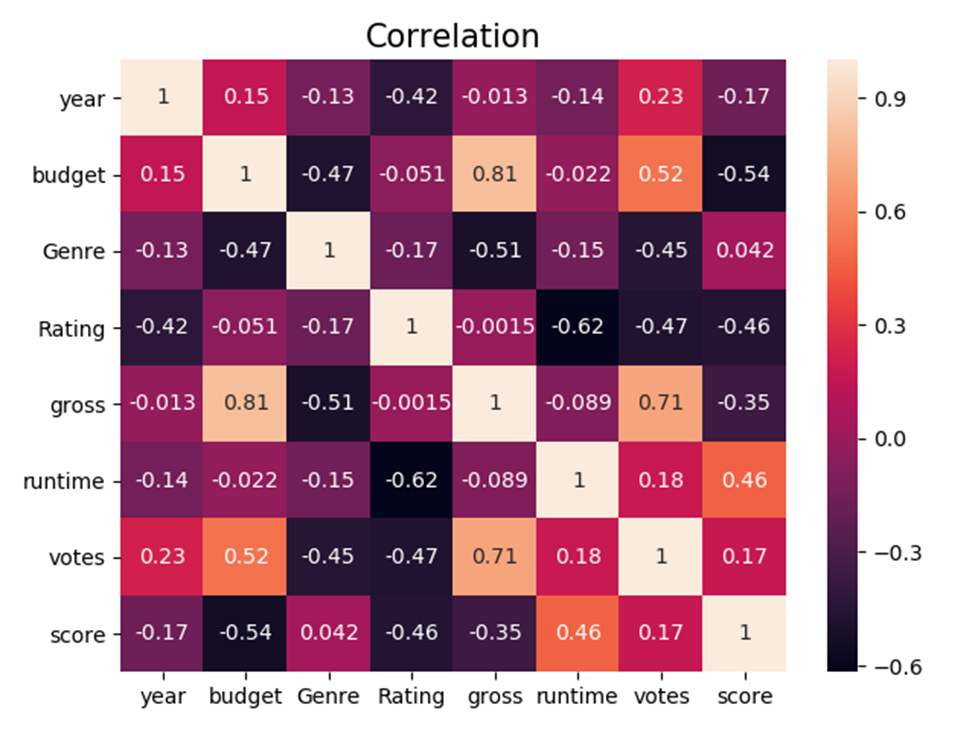 Correlation
year 1 0.15 -0.13 -0.42 -0.013 -0.14 0.23 -0.17
budget 0.15 1 -0.47 -0.051 0.81 -0.022 0.52 -0.54
Genre -0.13 -0.47 1 -0.17 -0.51 -0.15 -0.45 0.042
Rating -0.42 -0.051 -0.17 1 -0.0015 -0.62 -0.47 -0.46
gross -0.013 0.81 -0.51 -0.0015 1 -0.089 0.71 -0.35
runtime -0.14 -0.022 -0.15 -0.62 -0.089 1 0.18 0.46
votes 0.23 0.52 -0.45 -0.47 0.71 0.18 1 0.17
score -0.17 -0.54 0.042 -0.46 -0.35 0.46 0.17 1
year budget Genre Rating gross runtime votes score
0.9
0.6
0.3
0.0
−0.3
−0.6